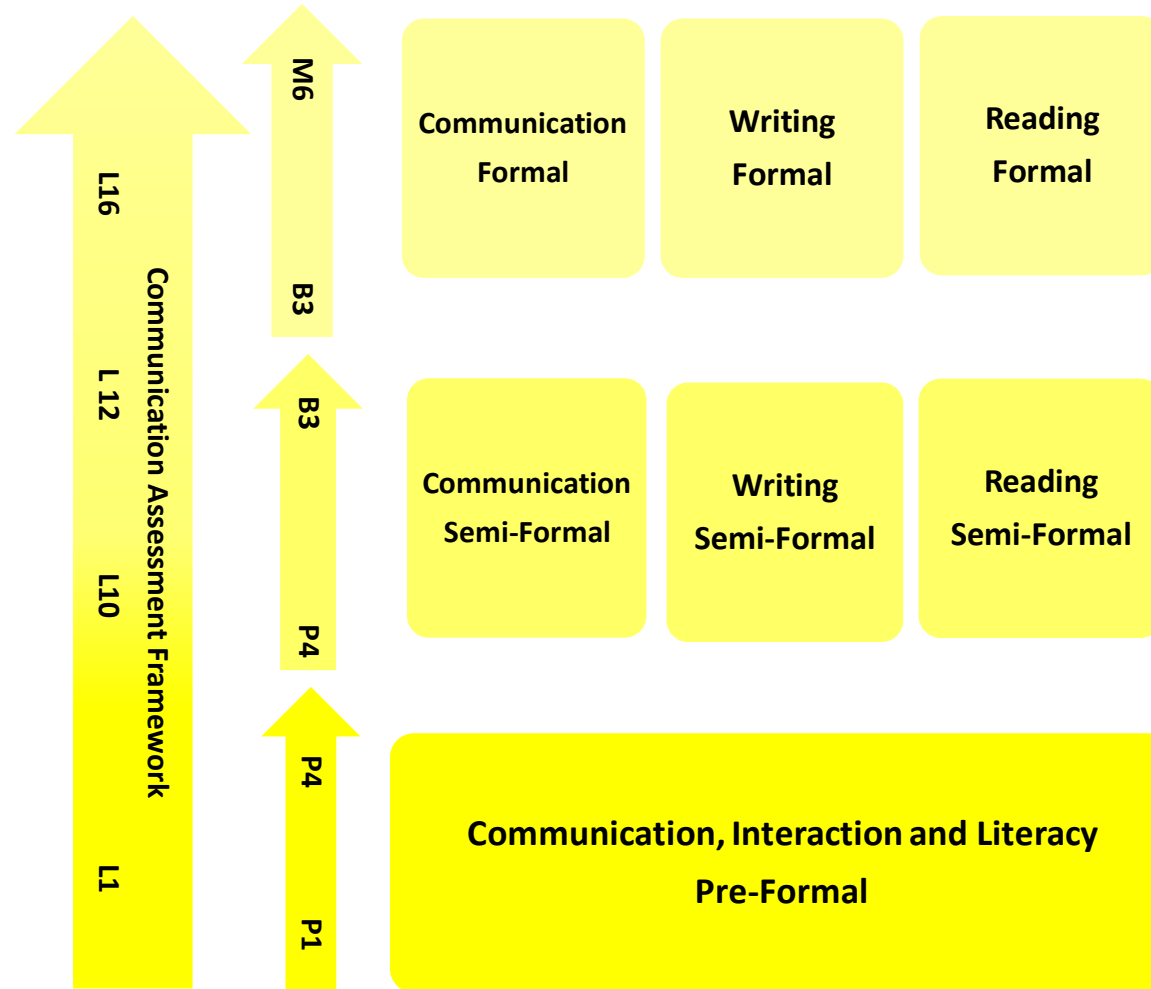 Communication Assessment Framework
L16
L 12
L10
L1
M6
B3
Communication
Formal
Writing
Formal
Reading
Formal
B3
P4
Communication
Semi-Formal
Writing
Semi-Formal
Reading
Semi-Formal
P4
P1
Communication, Interaction and Literacy
Pre-Formal